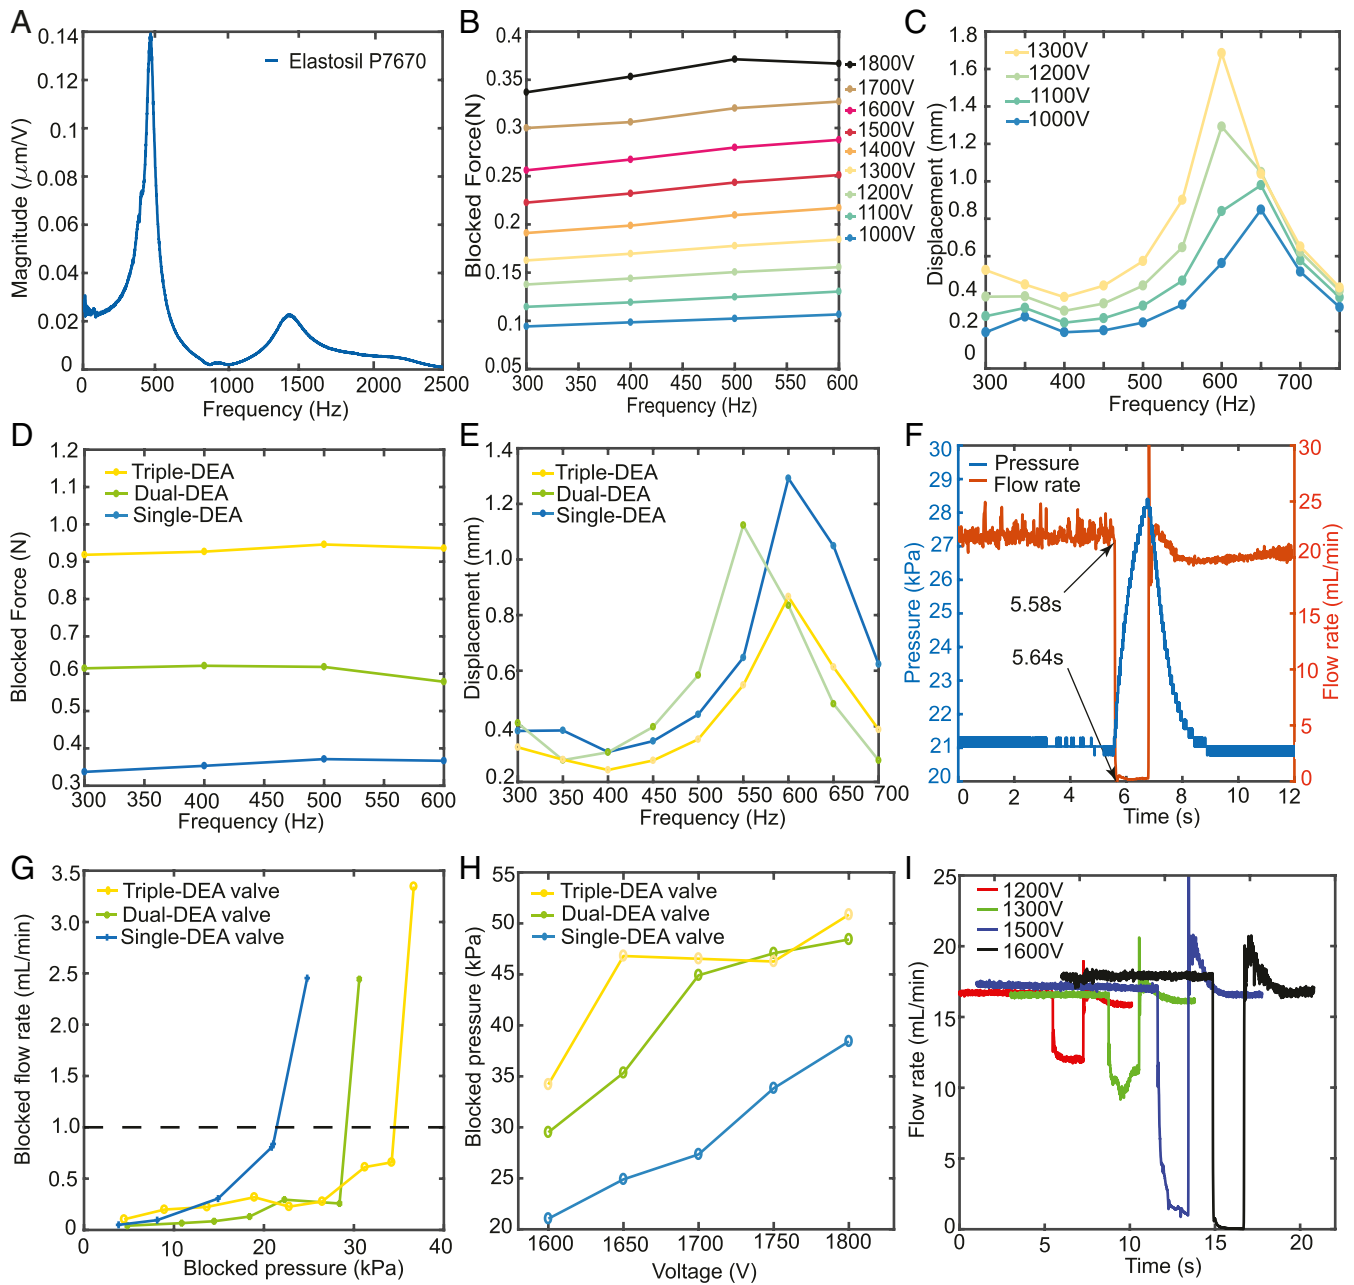 A
0.14
0.12
0.1
0.08
0.06
0.04
0.02
0
Magnitude (μm/V)
Elastosil P7670
0 500 1000 1500 2000 2500
Frequency (Hz)
B
0.4
0.35
0.3
0.25
0.2
0.15
0.1
0.05
Blocked Force(N)
1800V
1700V
1600V
1500V
1400V
1300V
1200V
1100V
1000V
300 350 400 450 500 550 600
Frequency (Hz)
C
1.8
1.6
1.4
1.2
1.0
0.8
0.6
0.4
0.2
0
Displacement (mm)
1300V
1200V
1100V
1000V
300 400 500 600 700
Frequency (Hz)
D
1.2
1.1
1.0
0.9
0.8
0.7
0.6
0.5
0.4
0.3
Blocked Force (N)
Triple-DEA
Dual-DEA
Single-DEA
300 350 400 450 500 550 600
Frequency (Hz)
E
1.4
1.2
1.0
0.8
0.6
0.4
0.2
Displacement (mm)
Triple-DEA
Dual-DEA
Single-DEA
300 350 400 450 500 550 600 650 700
Frequency (Hz)
F
30
29
28
27
26
25
24
23
22
21
20
Pressure (kPa)
Pressure
Flow rate
5.58s
5.64s
30
25
20
15
10
5
0
Flow rate (mL/min)
0 2 4 6 8 10 12
Time (s)
G
3.5
3.0
2.5
2.0
1.5
1.0
0.5
0
Blocked flow rate (mL/min)
Triple-DEA valve
Dual-DEA valve
Single-DEA valve
0 10 20 30 40
Blocked pressure (kPa)
H
55
50
45
40
35
30
25
20
Blocked pressure (kPa)
Triple-DEA valve
Dual-DEA valve
Single-DEA valve
1600 1650 1700 1750 1800
Voltage (V)
I
25
20
15
10
5
0
Flow rate (mL/min)
1200V
1300V
1500V
1600V
0 5 10 15 20
Time (s)